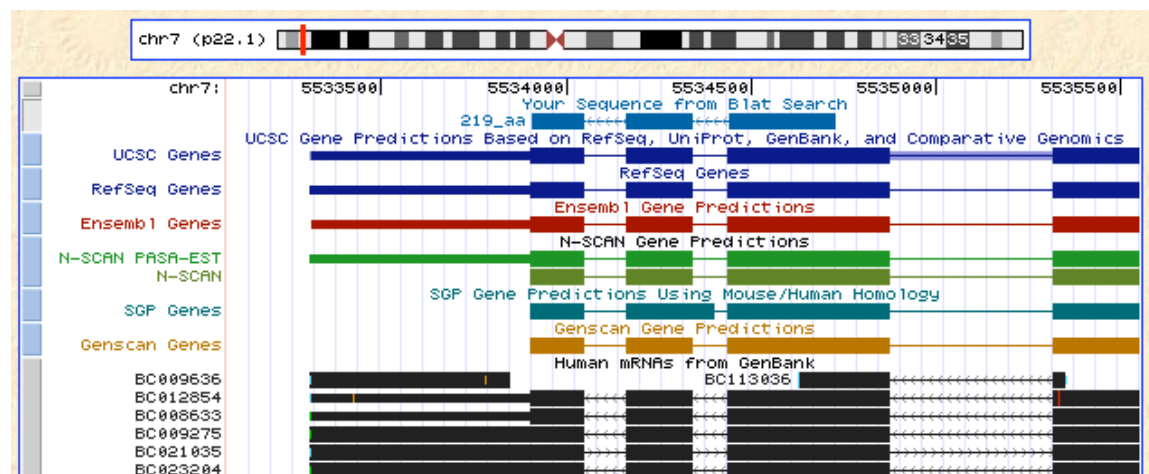 chr7 (p22.1) 33 34 35
chr7: 5533500| 5534000| 5534500| 5535000| 5535500|
Your Sequence from Blat Search
219_aa
UCSC Gene Predictions Based on RefSeq, UniProt, GenBank, and Comparative Genomics
UCSC Genes
RefSeq Genes
RefSeq Genes
Ensembl Gene Predictions
Ensembl Genes
N-SCAN Gene Predictions
N-SCAN PASA-EST
N-SCAN
SGP Gene Predictions Using Mouse/Human Homology
SGP Genes
Genscan Gene Predictions
Genscan Genes
Human mRNAs from GenBank
BC009636 BC113036
BC012854
BC008633
BC009275
BC021035
BC023204